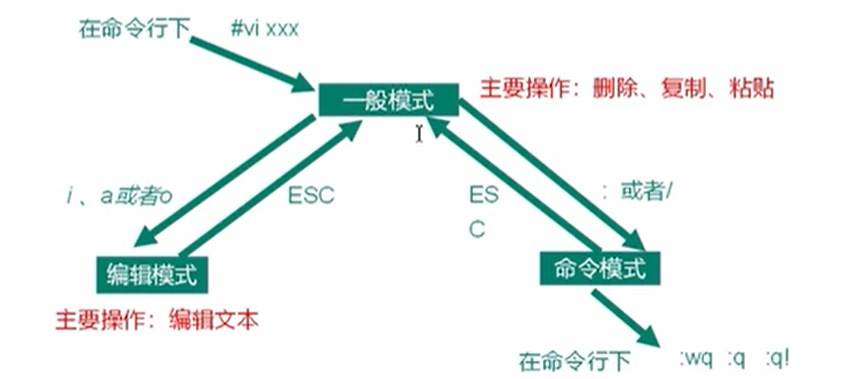 在命令行下 #vi xxx
一般模式
主要操作：删除、复制、粘贴
i 、a或者o
ESC
ES
C
: 或者/
编辑模式
命令模式
主要操作：编辑文本
在命令行下 :wq :q :q!